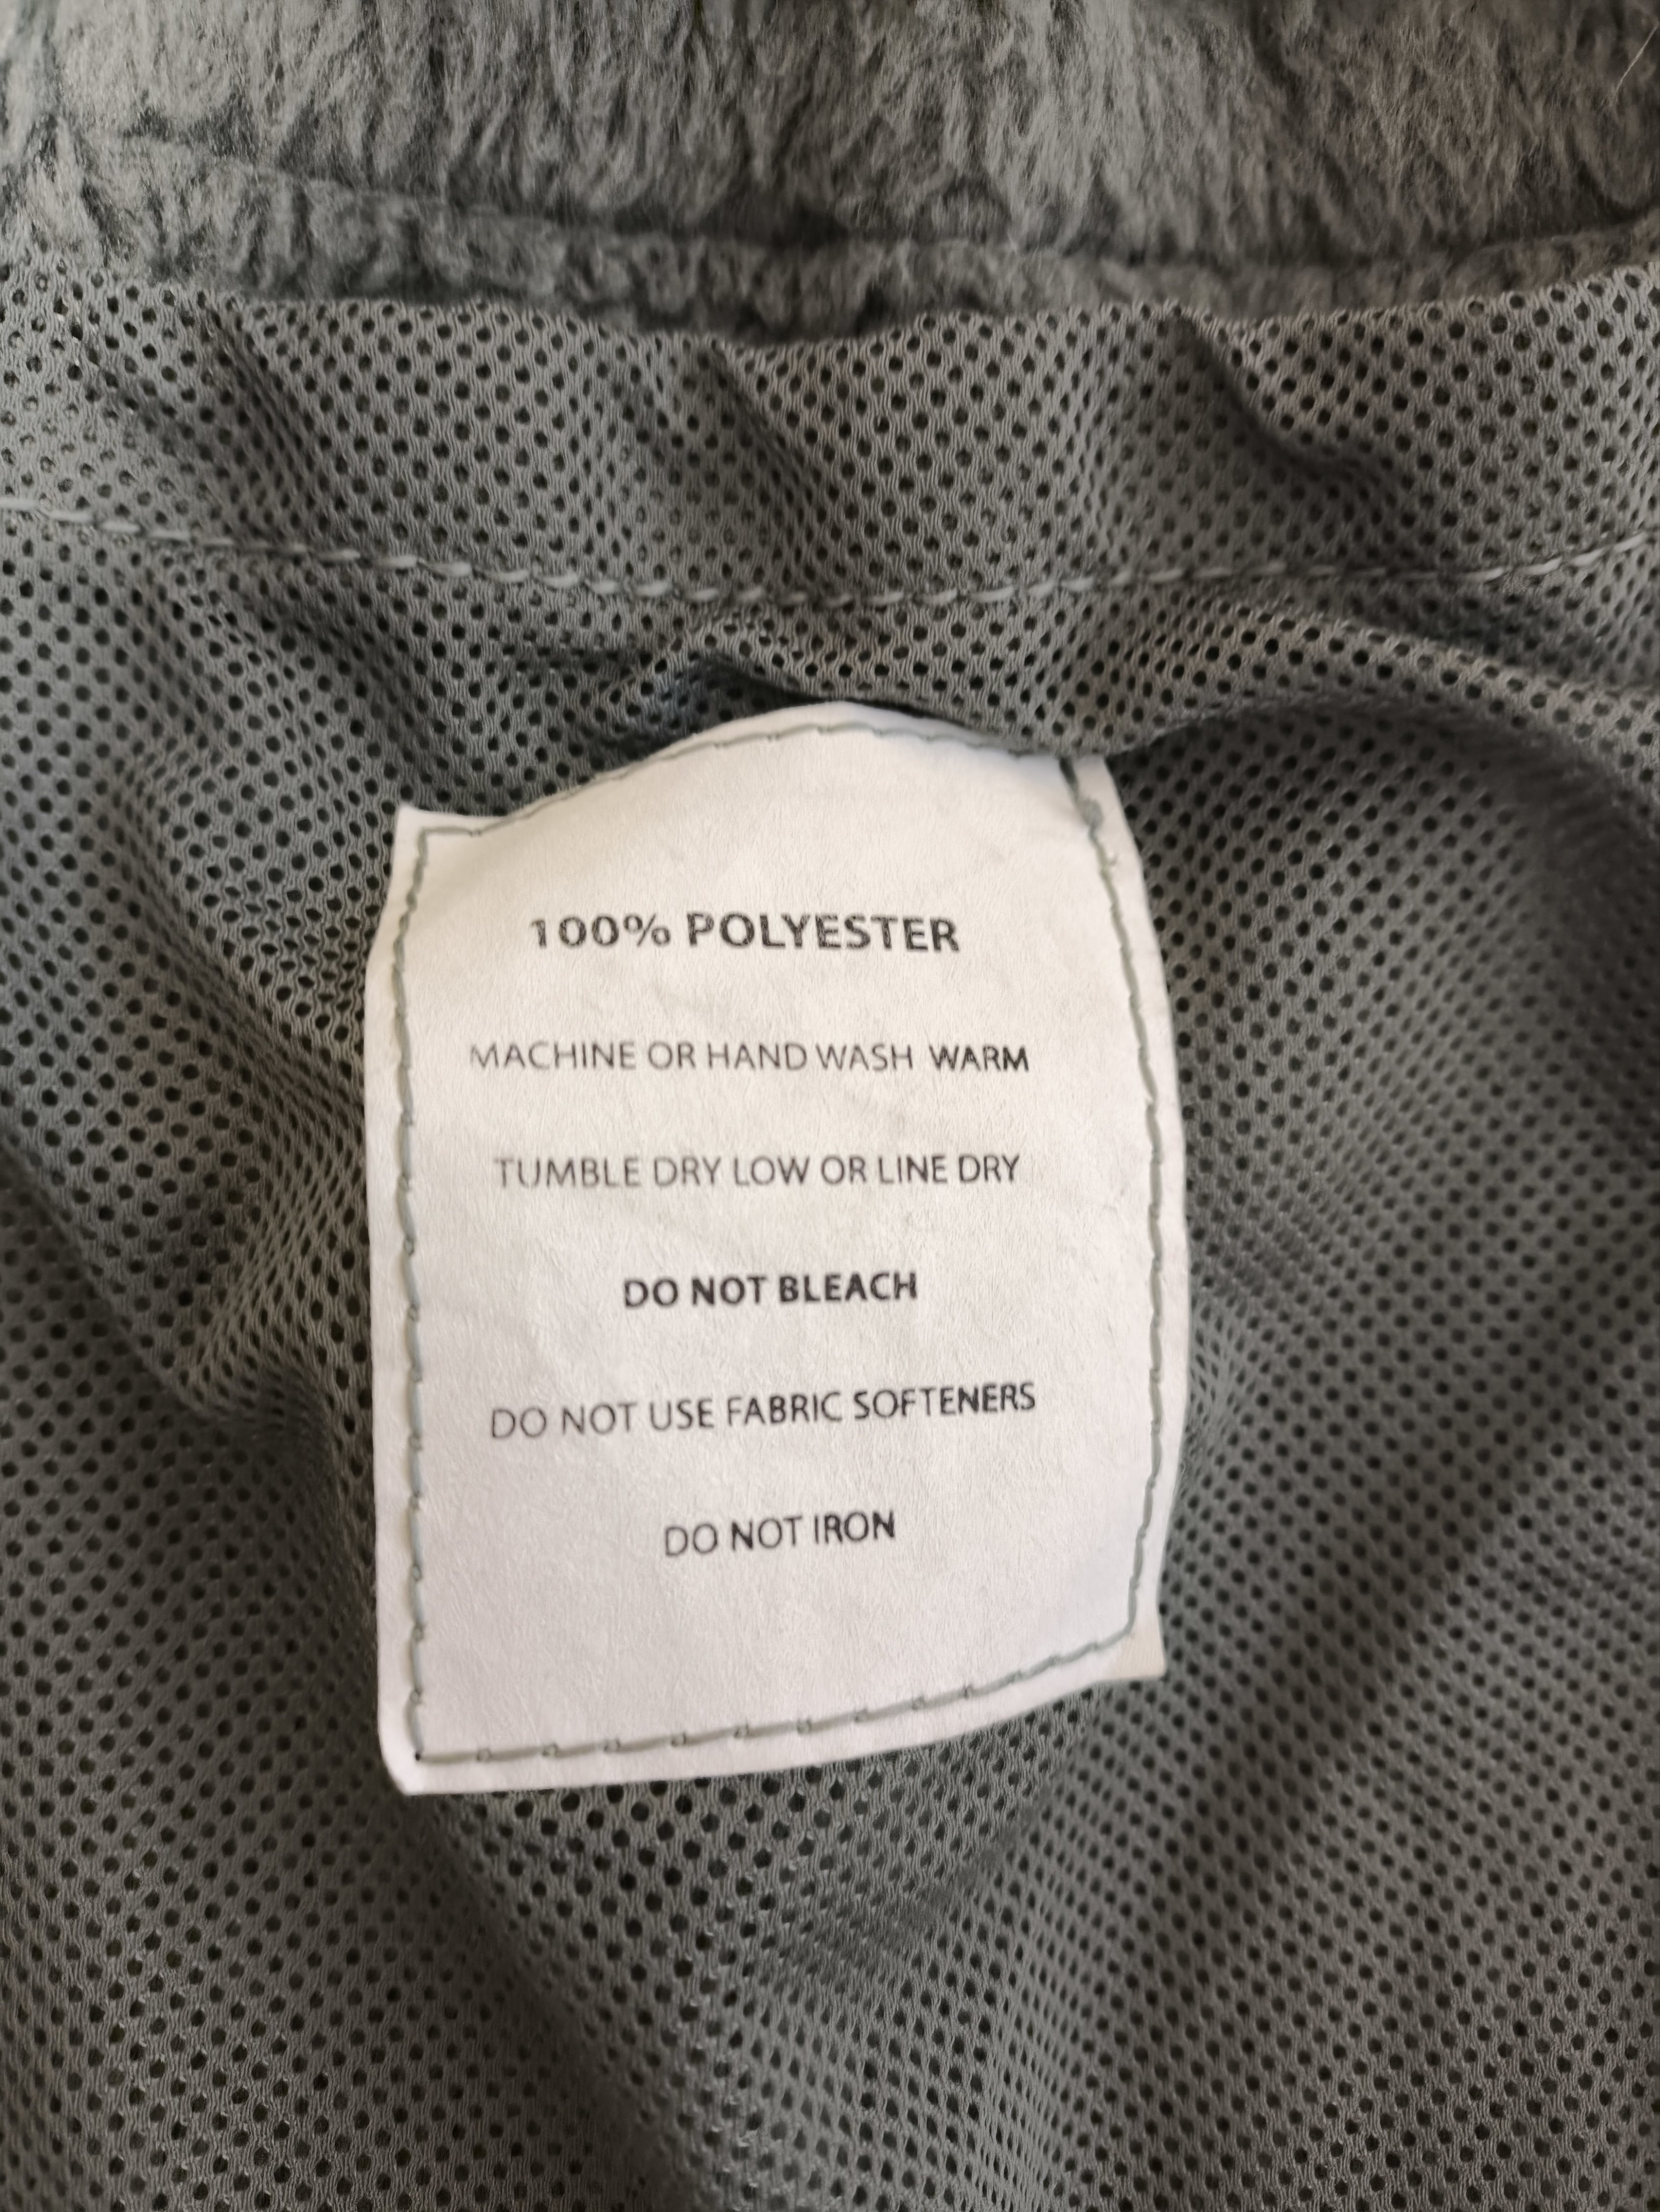 100% POLYESTER
MACHINE OR HAND WASH WARM
TUMBLE DRY LOW OR LINE DRY
DO NOT BLEACH
DO NOT USE FABRIC SOFTENERS
DO NOT IRON